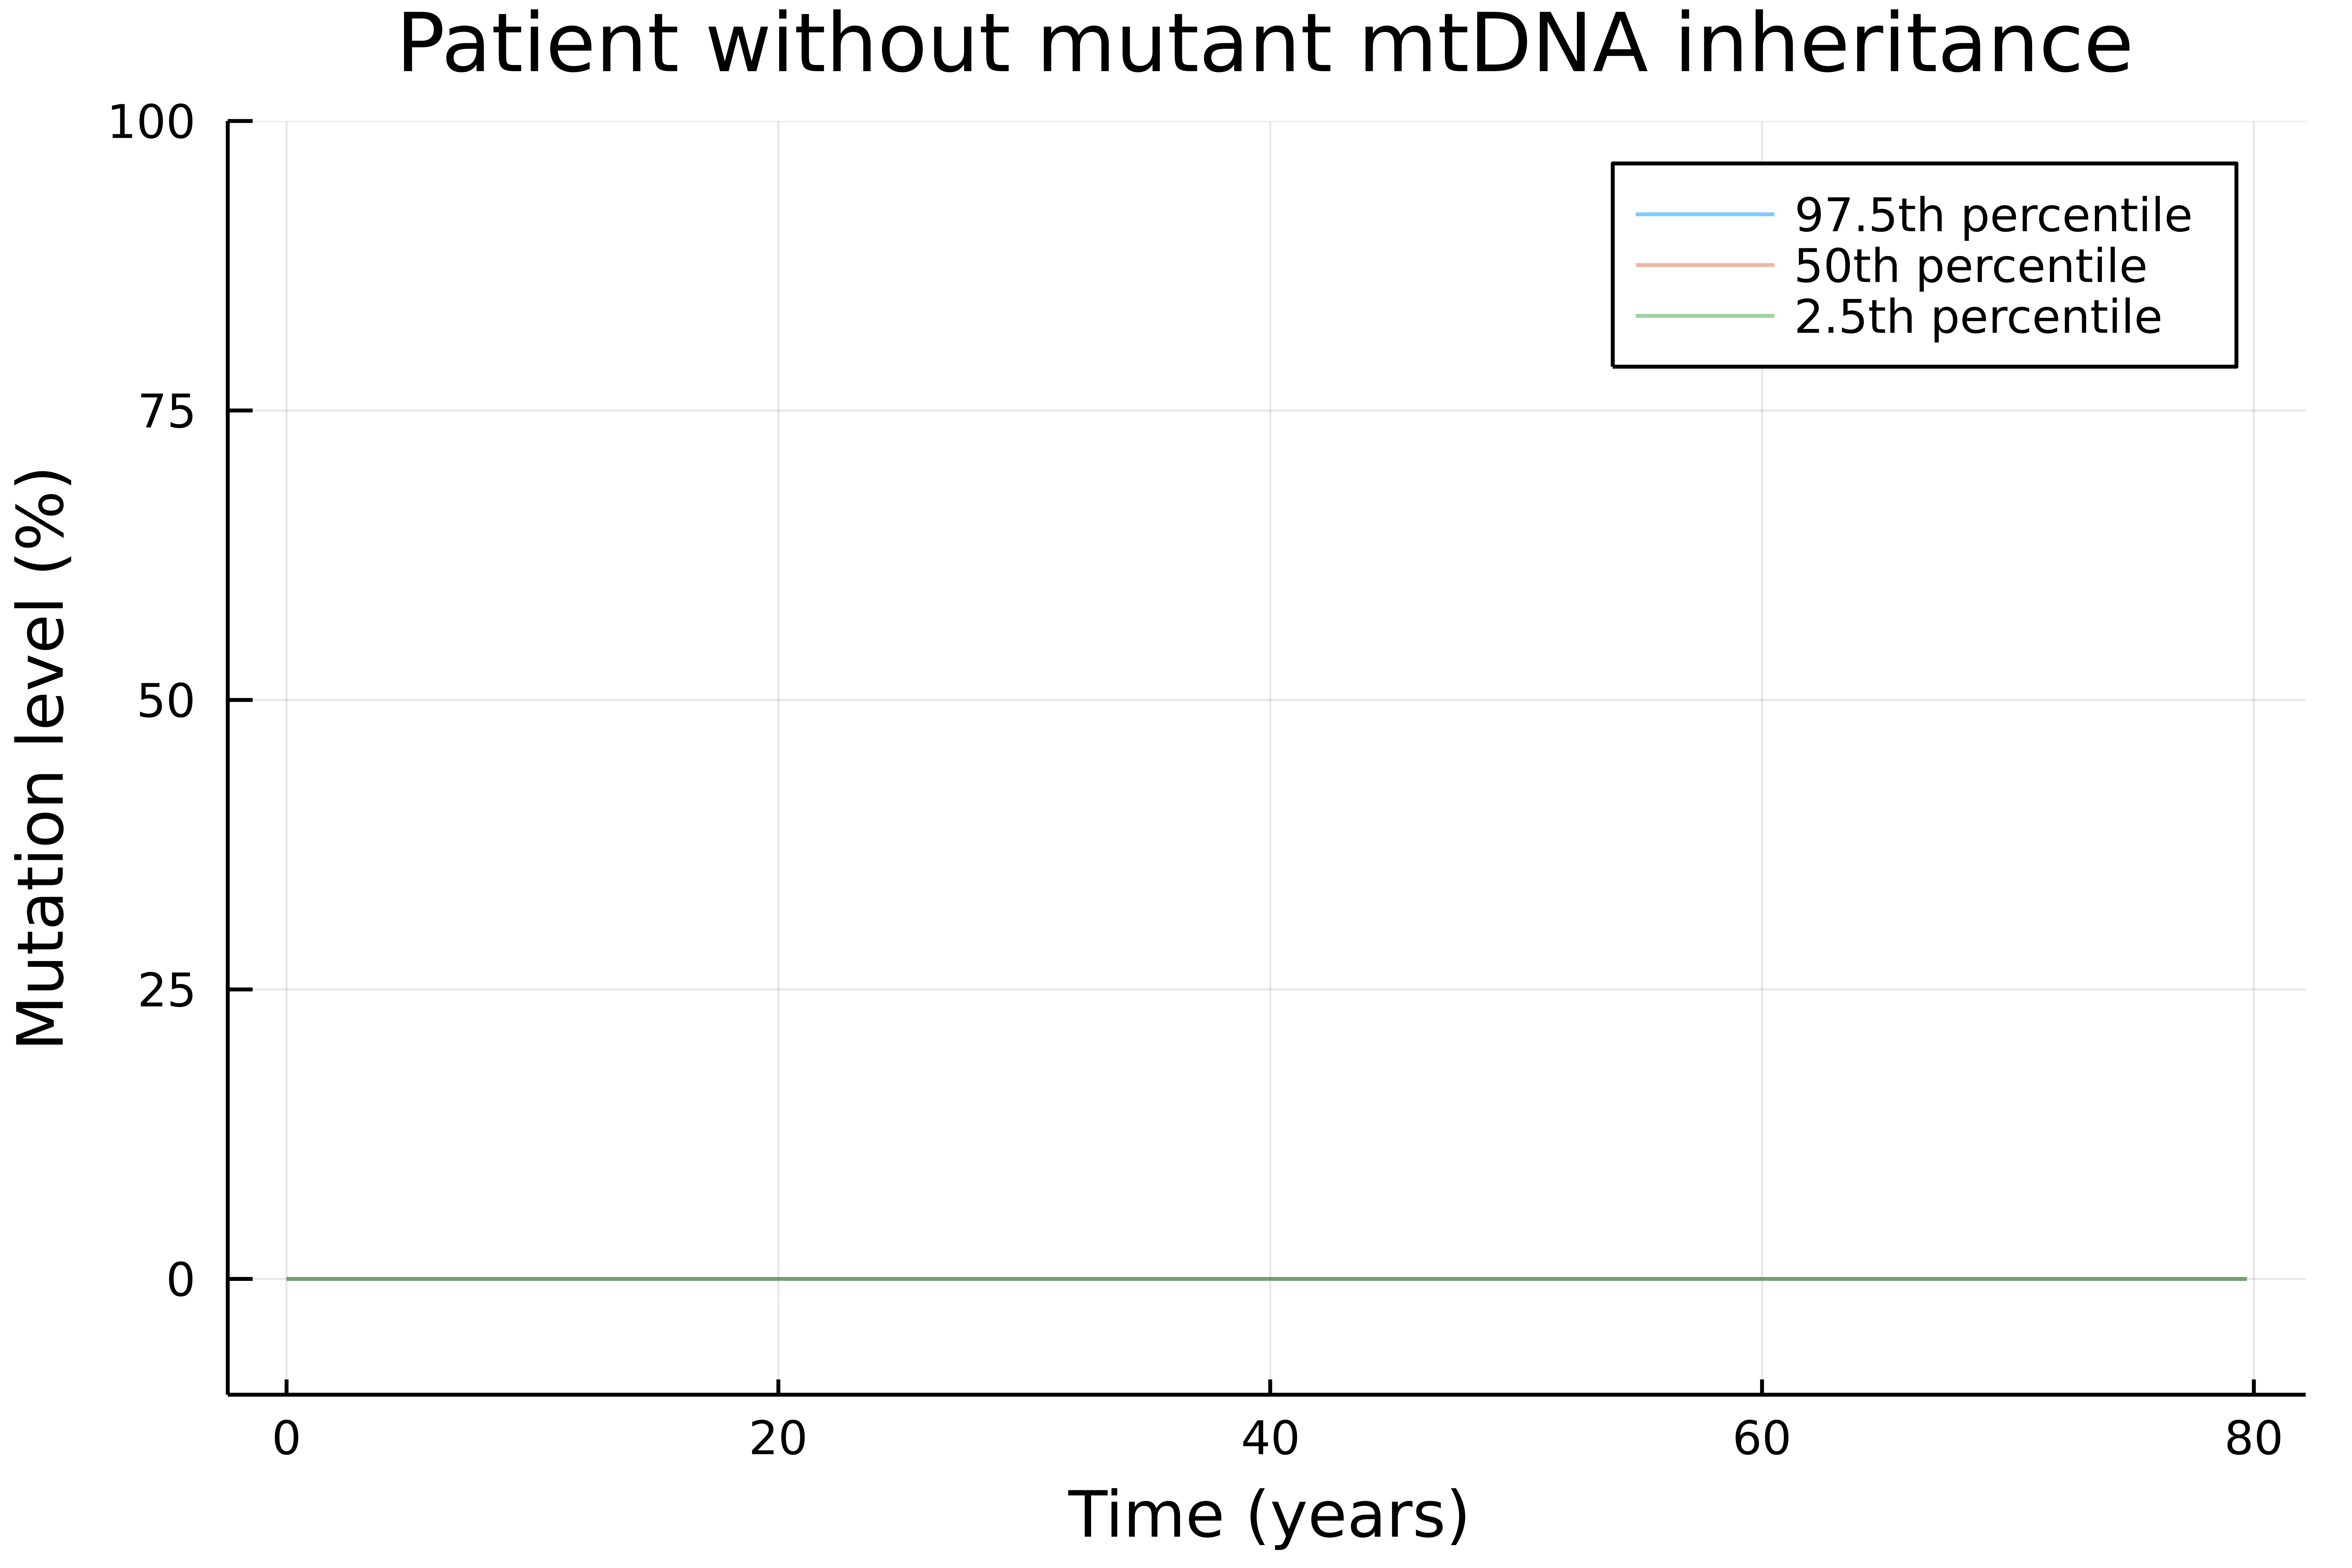 Patient without mutant mtDNA inheritance
100
75
50
25
0
Mutation level (%)
97.5th percentile
50th percentile
2.5th percentile
0 20 40 60 80
Time (years)